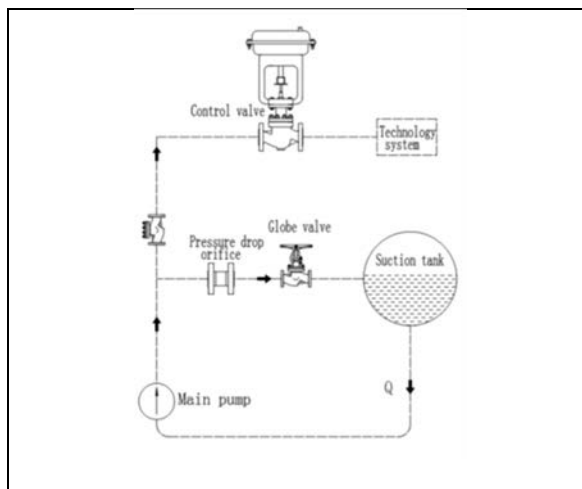 Control valve
Technology
system
Globe valve
Pressure drop
orifice
Suction tank
Q
Main pump